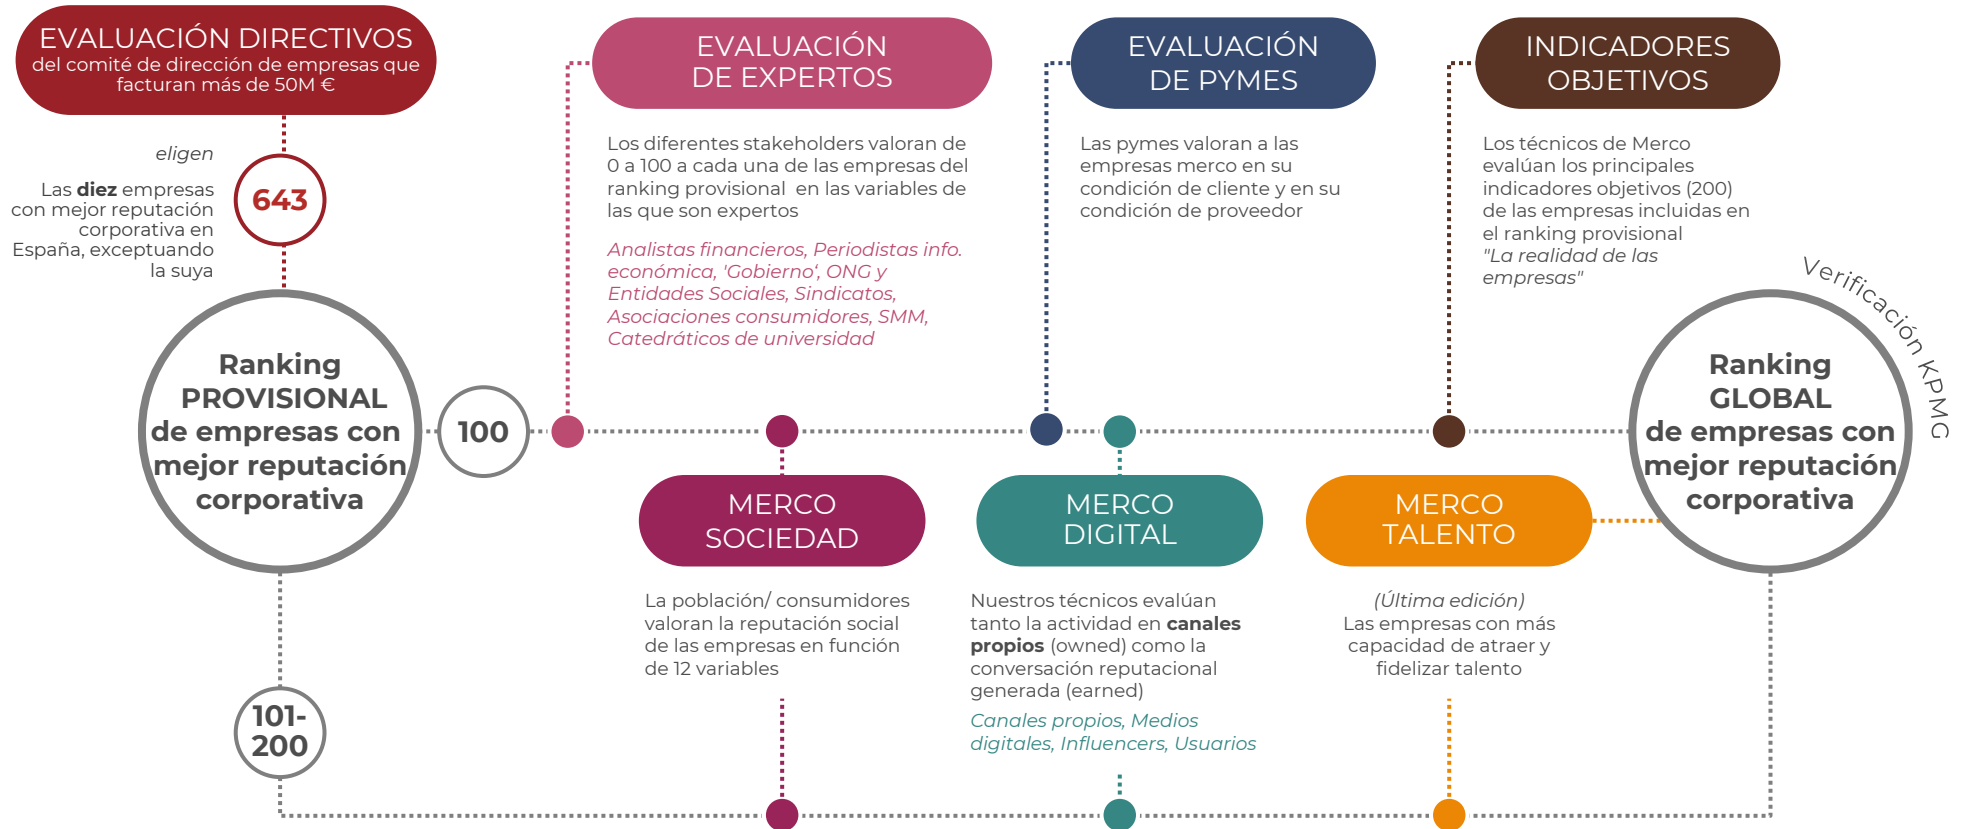 EVALUACIÓN DIRECTIVOS
del comité de dirección de empresas que
facturan más de 50M €
eligen
Las diez empresas
con mejor reputación
corporativa en
España, exceptuando
la suya
643
Ranking
PROVISIONAL
de empresas con
mejor reputación
corporativa
100
101-
200
EVALUACIÓN
DE EXPERTOS
Los diferentes stakeholders valoran de
0 a 100 a cada una de las empresas del
ranking provisional en las variables de
las que son expertos
Analistas financieros, Periodistas info.
económica, 'Gobierno‘, ONG y
Entidades Sociales, Sindicatos,
Asociaciones consumidores, SMM,
Catedráticos de universidad
EVALUACIÓN
DE PYMES
Las pymes valoran a las
empresas merco en su
condición de cliente y en su
condición de proveedor
INDICADORES
OBJETIVOS
Los técnicos de Merco
evalúan los principales
indicadores objetivos (200)
de las empresas incluidas en
el ranking provisional
"La realidad de las
empresas"
MERCO
SOCIEDAD
La población/ consumidores
valoran la reputación social
de las empresas en función
de 12 variables
MERCO
DIGITAL
Nuestros técnicos evalúan
tanto la actividad en canales
propios (owned) como la
conversación reputacional
generada (earned)
Canales propios, Medios
digitales, Influencers, Usuarios
MERCO
TALENTO
(Última edición)
Las empresas con más
capacidad de atraer y
fidelizar talento
Verificación KPMG
Ranking
GLOBAL
de empresas con
mejor reputación
corporativa